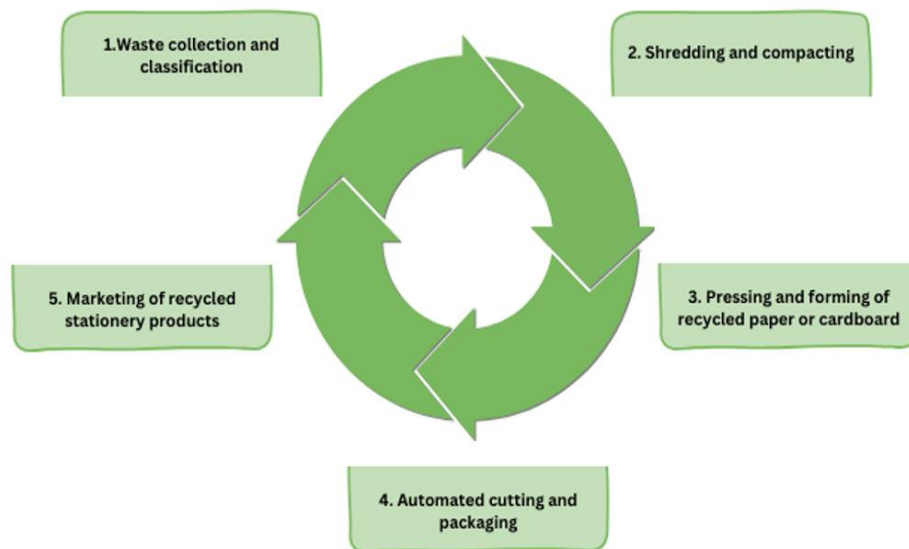 1.Waste collection and
classification
2. Shredding and compacting
3. Pressing and forming of
recycled paper or cardboard
4. Automated cutting and
packaging
5. Marketing of recycled
stationery products